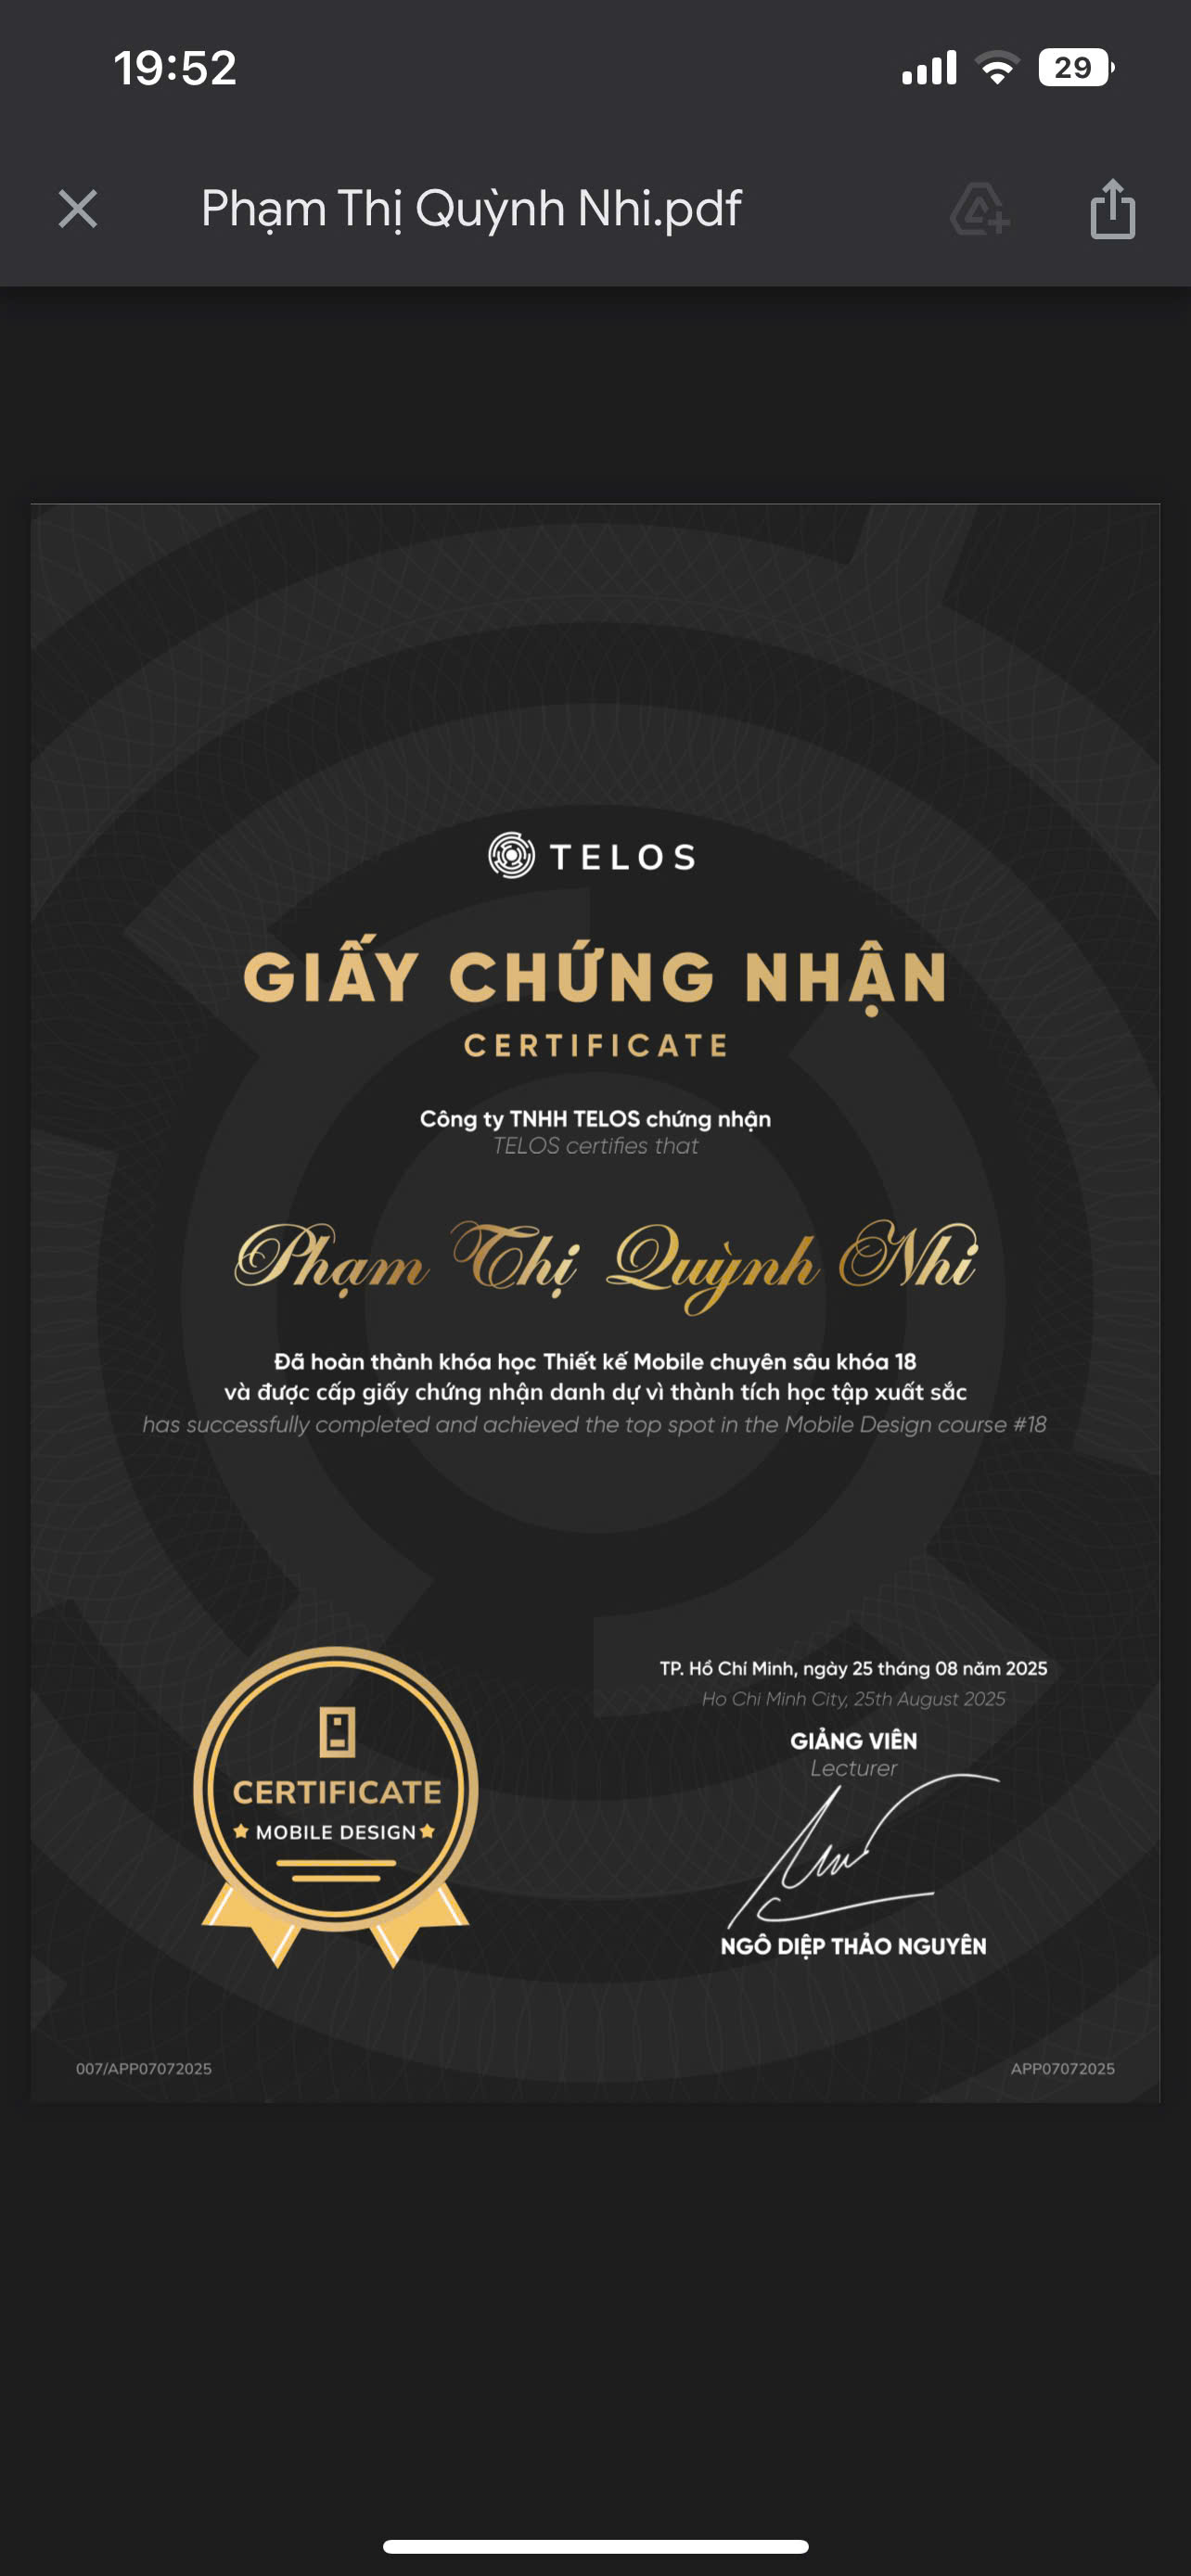 19:52
29
Phạm Thị Quỳnh Nhi.pdf
TELOS
GIẤY CHỨNG NHẬN
CERTIFICATE
Công ty TNHH TELOS chứng nhận
TELOS certifies that
Phạm Thị Quỳnh Nhi
Đã hoàn thành khóa học Thiết kế Mobile chuyên sâu khóa 18
và được cấp giấy chứng nhận danh dự vì thành tích học tập xuất sắc
has successfully completed and achieved the top spot in the Mobile Design course #18
CERTIFICATE
MOBILE DESIGN
TP. Hồ Chí Minh, ngày 25 tháng 08 năm 2025
Ho Chi Minh City, 25th August 2025
GIẢNG VIÊN
Lecturer
NGÔ DIỆP THẢO NGUYÊN
007/APP07072025
APP07072025